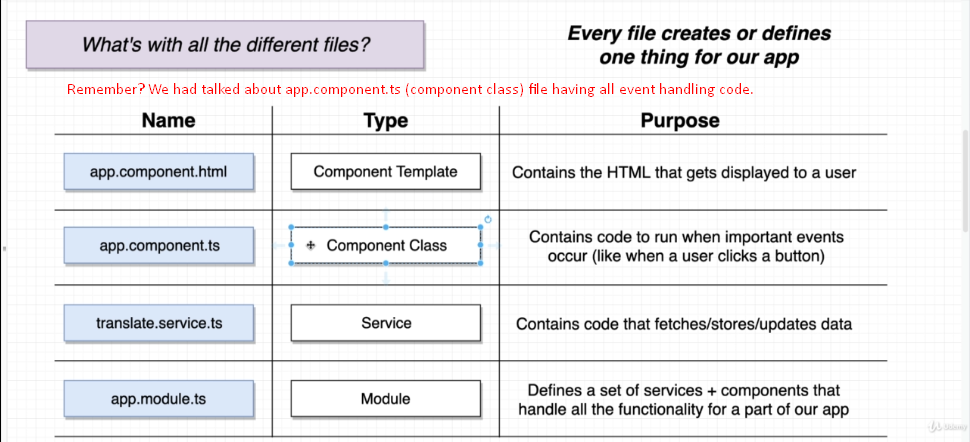 What's with all the different files?
Every file creates or defines
one thing for our app
Remember? We had talked about app.component.ts (component class) file having all event handling code.
Name Type Purpose
app.component.html Component Template Contains the HTML that gets displayed to a user
app.component.ts Component Class Contains code to run when important events
occur (like when a user clicks a button)
translate.service.ts Service Contains code that fetches/stores/updates data
app.module.ts Module Defines a set of services + components that
handle all the functionality for a part of our app
Udemy